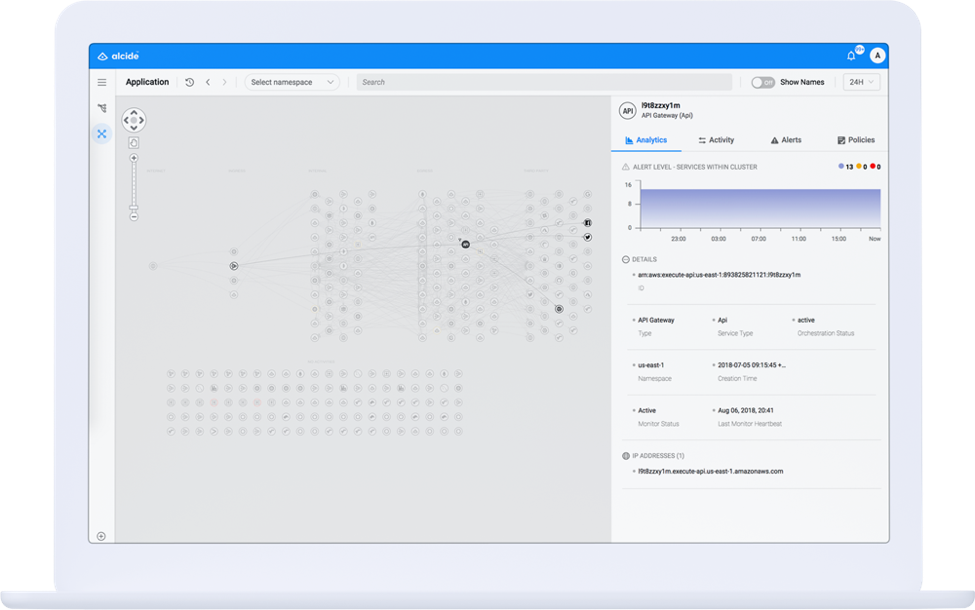 alcide
99+
A
Application
Select namespace
Search
OFF
Show Names
24H
API
l9t8zzxy1m
API Gateway (Api)
Analytics
Activity
Alerts
Policies
ALERT LEVEL - SERVICES WITHIN CLUSTER
13 0 0
16
8
0
23:00 03:00 07:00 11:00 15:00 Now
DETAILS
arn:aws:execute-api:us-east-1:893825821121:l9t8zzxy1m
ID
API Gateway Api active
Type Service Type Orchestration Status
us-east-1 2018-07-05 09:15:45 +...
Namespace Creation Time
Active Aug 06, 2018, 20:41
Monitor Status Last Monitor Heartbeat
IP ADDRESSES (1)
l9t8zzxy1m.execute-api.us-east-1.amazonaws.com